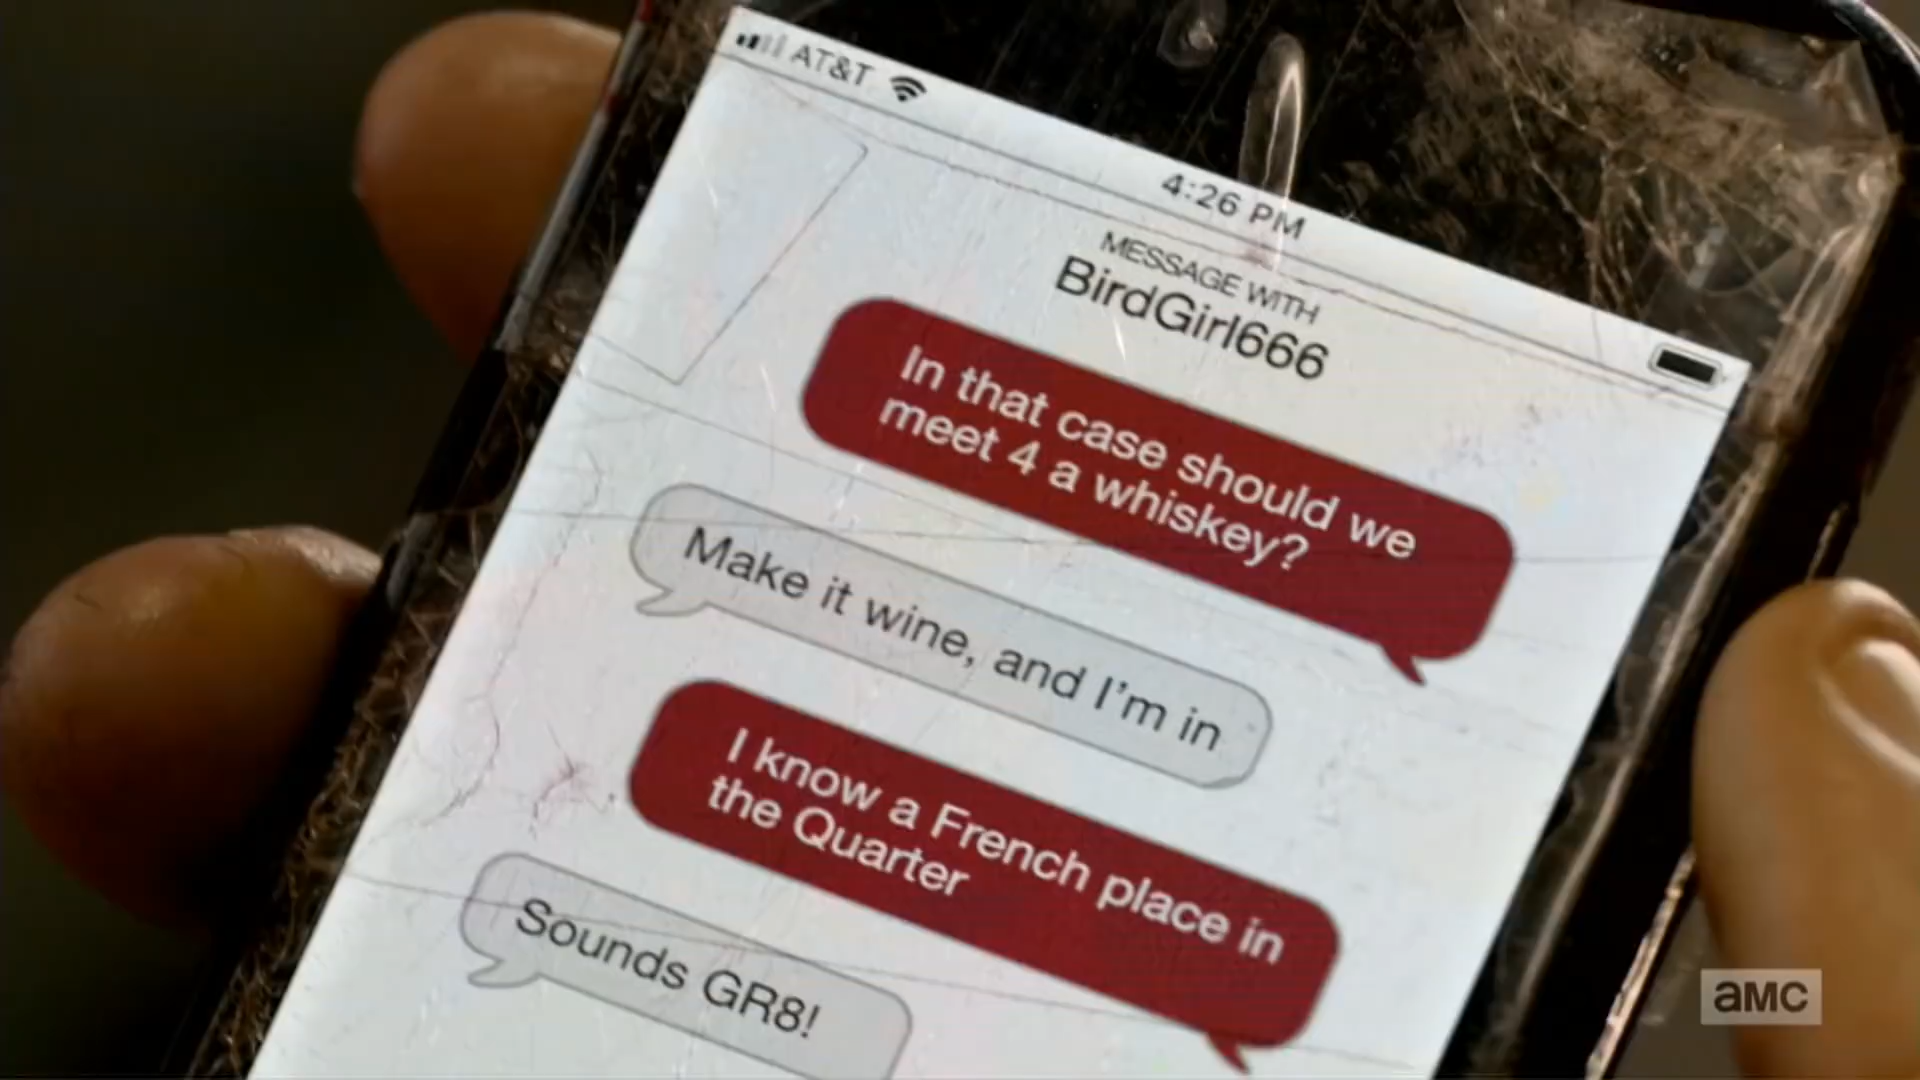 AT&T
4:26 PM
MESSAGE WITH
BirdGirl666
In that case should we
meet 4 a whiskey?
Make it wine, and I'm in
I know a French place in
the Quarter
Sounds GR8!
aMC